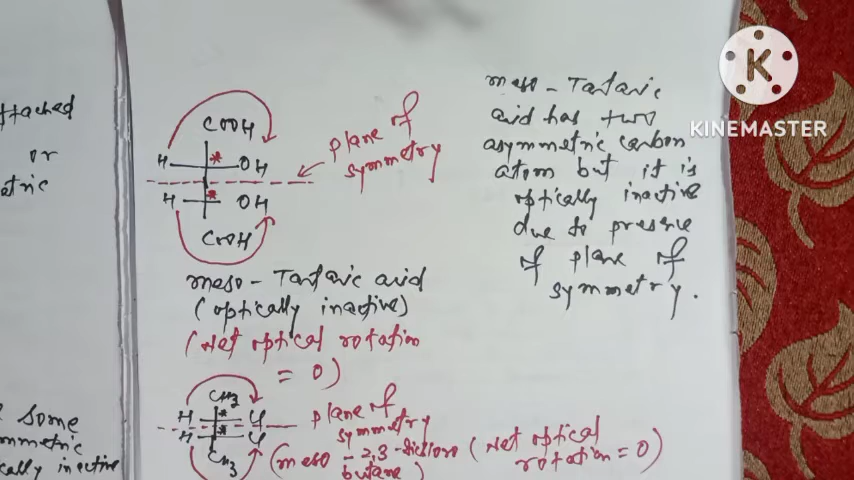 ttached
or
etric
some
mmetric
cally inactive
COOH
H * OH
H * OH
COOH
plane of
symmetry
meso - Tartaric acid
(optically inactive)
(Net optical rotation
= 0)
CH3
H * Cl
H * Cl
CH3
plane of
symmetry
(meso - 2,3-dichloro
butane)
(Net optical
rotation = 0)
meso - Tartaric
acid has two
asymmetric carbon
atom but it is
optically inactive
due to presence
of plane of
symmetry.
K
KINEMASTER